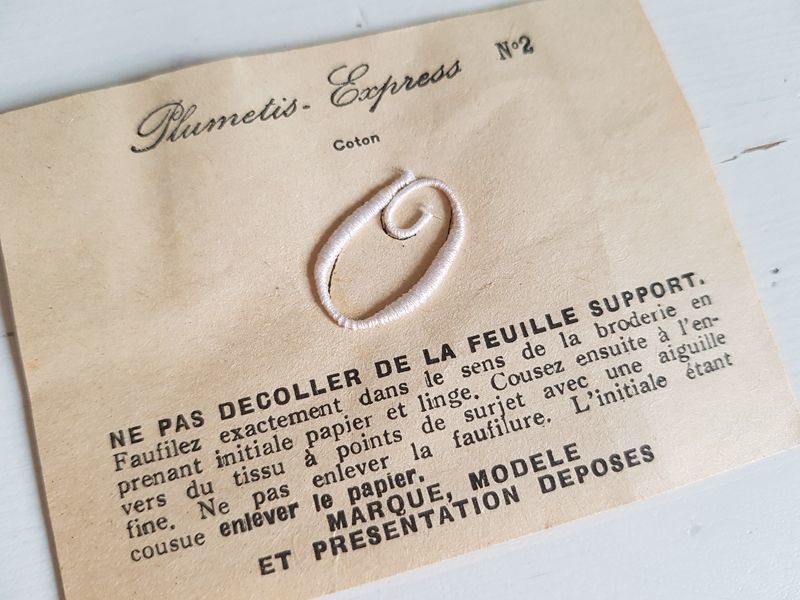 Plumetis-Express Nº2
Coton
O
NE PAS DECOLLER DE LA FEUILLE SUPPORT.
Faufilez exactement dans le sens de la broderie en
prenant initiale papier et linge. Cousez ensuite à l'en-
vers du tissu à points de surjet avec une aiguille
fine. Ne pas enlever la faufilure. L'initiale étant
cousue enlever le papier.
MARQUE, MODELE
ET PRESENTATION DEPOSES